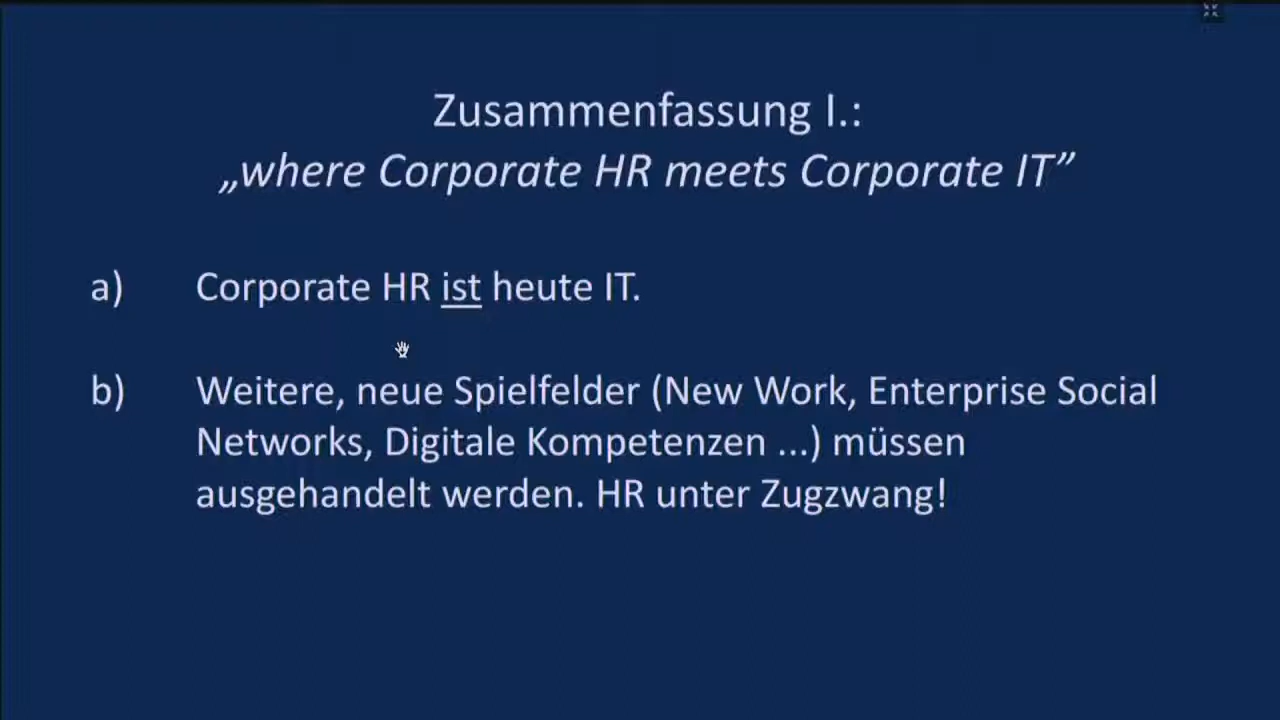 Zusammenfassung I.:
„where Corporate HR meets Corporate IT”
a) Corporate HR ist heute IT.
b) Weitere, neue Spielfelder (New Work, Enterprise Social
Networks, Digitale Kompetenzen ...) müssen
ausgehandelt werden. HR unter Zugzwang!